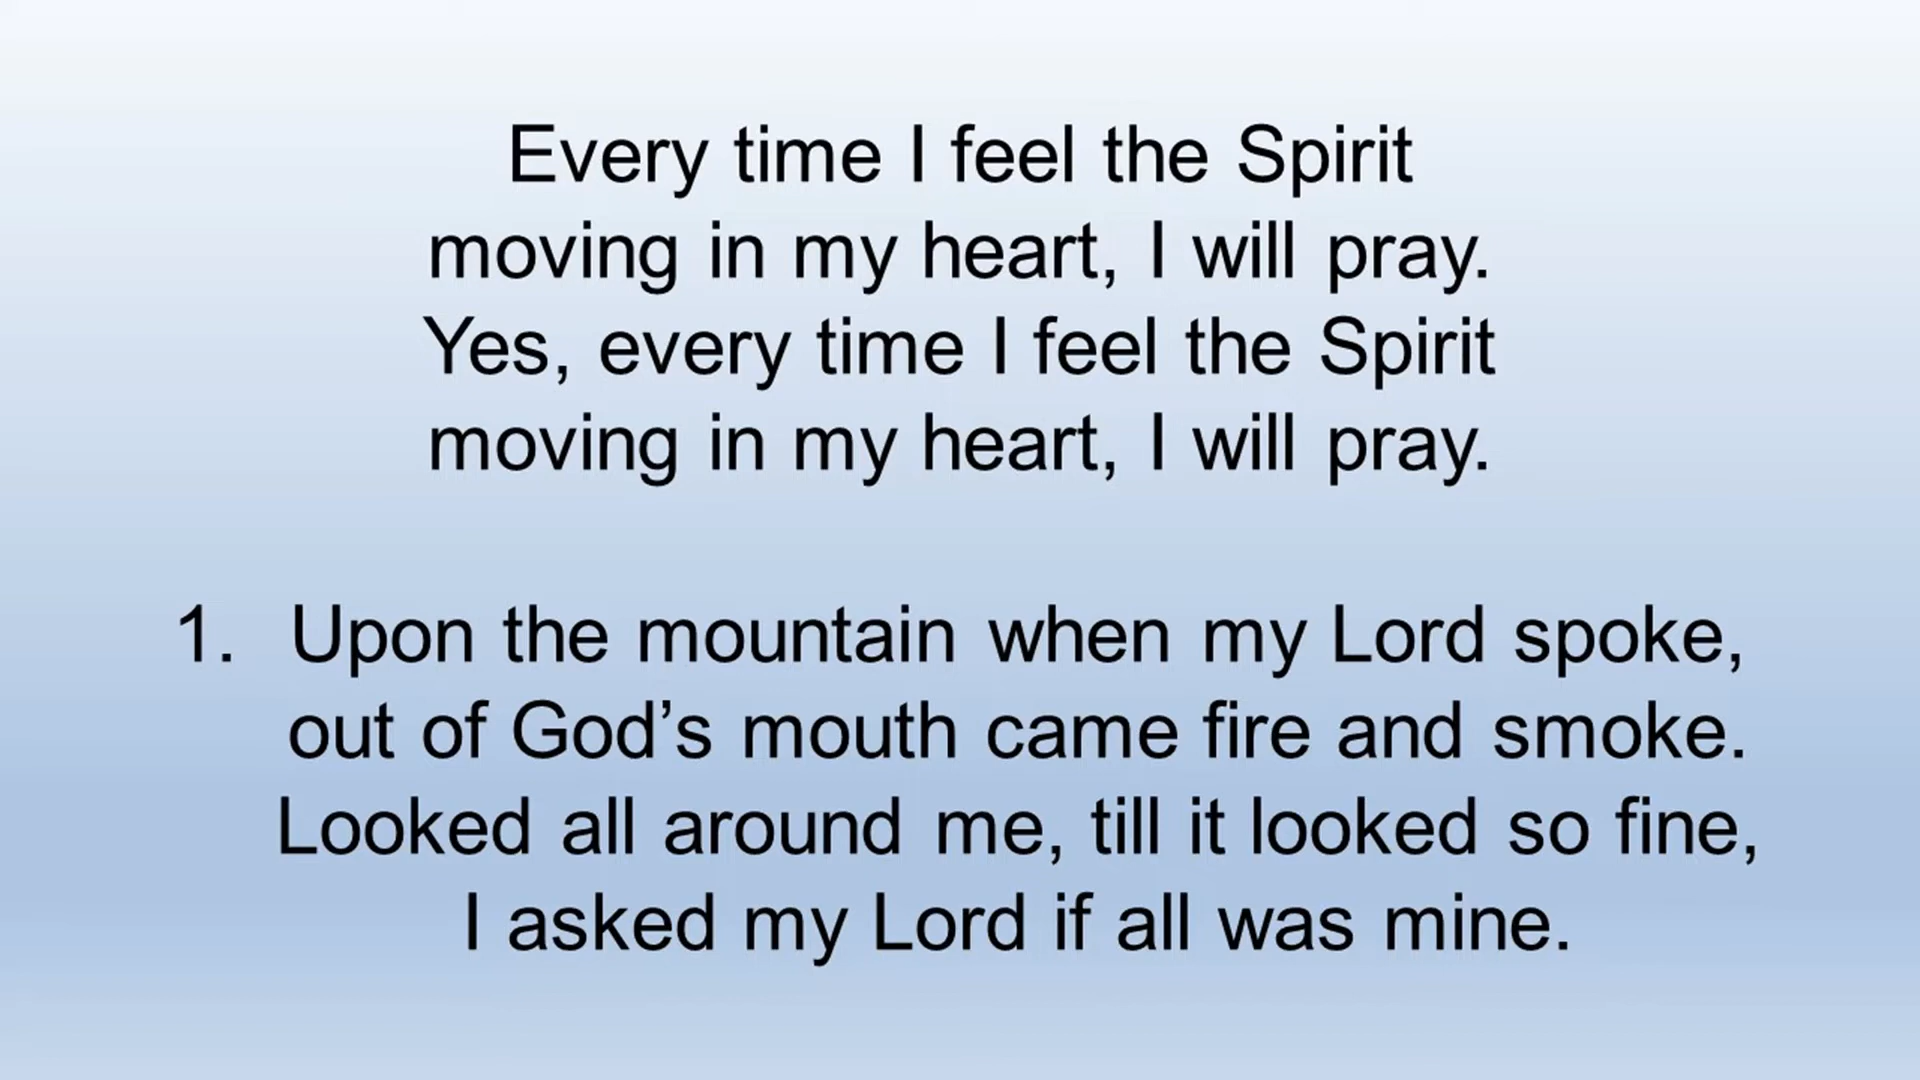 Every time I feel the Spirit
moving in my heart, I will pray.
Yes, every time I feel the Spirit
moving in my heart, I will pray.
1. Upon the mountain when my Lord spoke,
out of God’s mouth came fire and smoke.
Looked all around me, till it looked so fine,
I asked my Lord if all was mine.